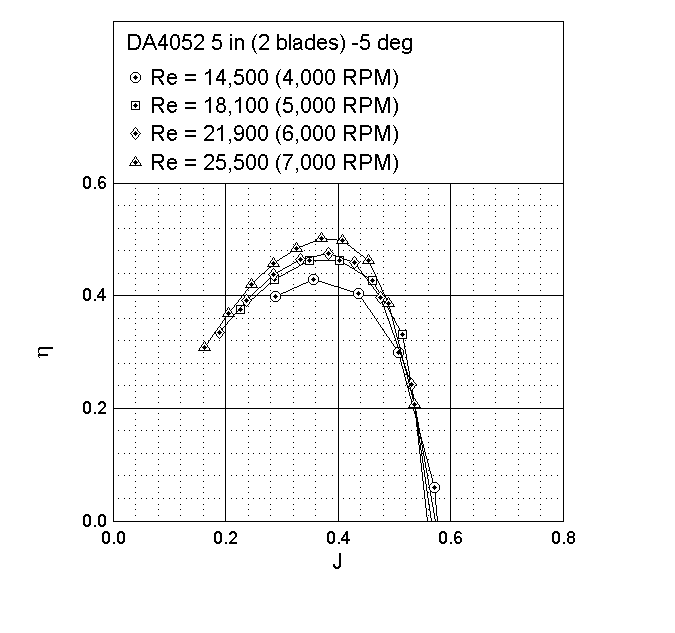 DA4052 5 in (2 blades) -5 deg
Re = 14,500 (4,000 RPM)
Re = 18,100 (5,000 RPM)
Re = 21,900 (6,000 RPM)
Re = 25,500 (7,000 RPM)
0.6
0.4
η
0.2
0.0
0.0 0.2 0.4 0.6 0.8
J